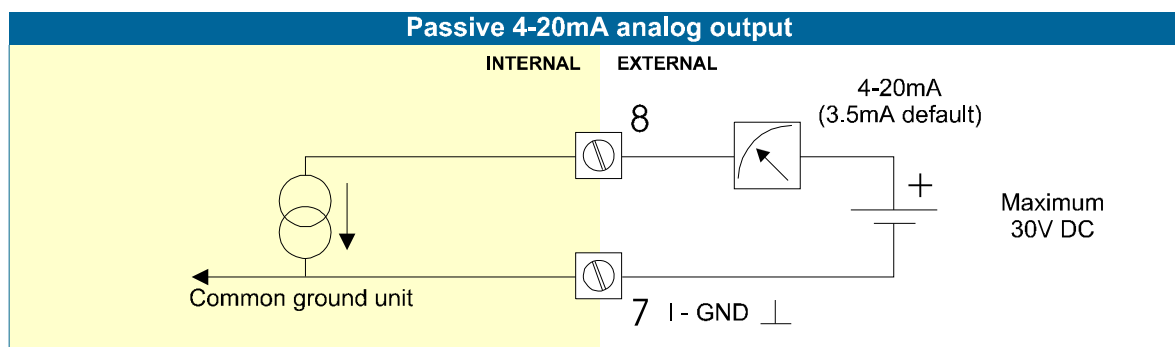 Passive 4-20mA analog output
INTERNAL EXTERNAL
4-20mA
(3.5mA default)
8
+
Maximum
30V DC
Common ground unit
7 I - GND ⊥